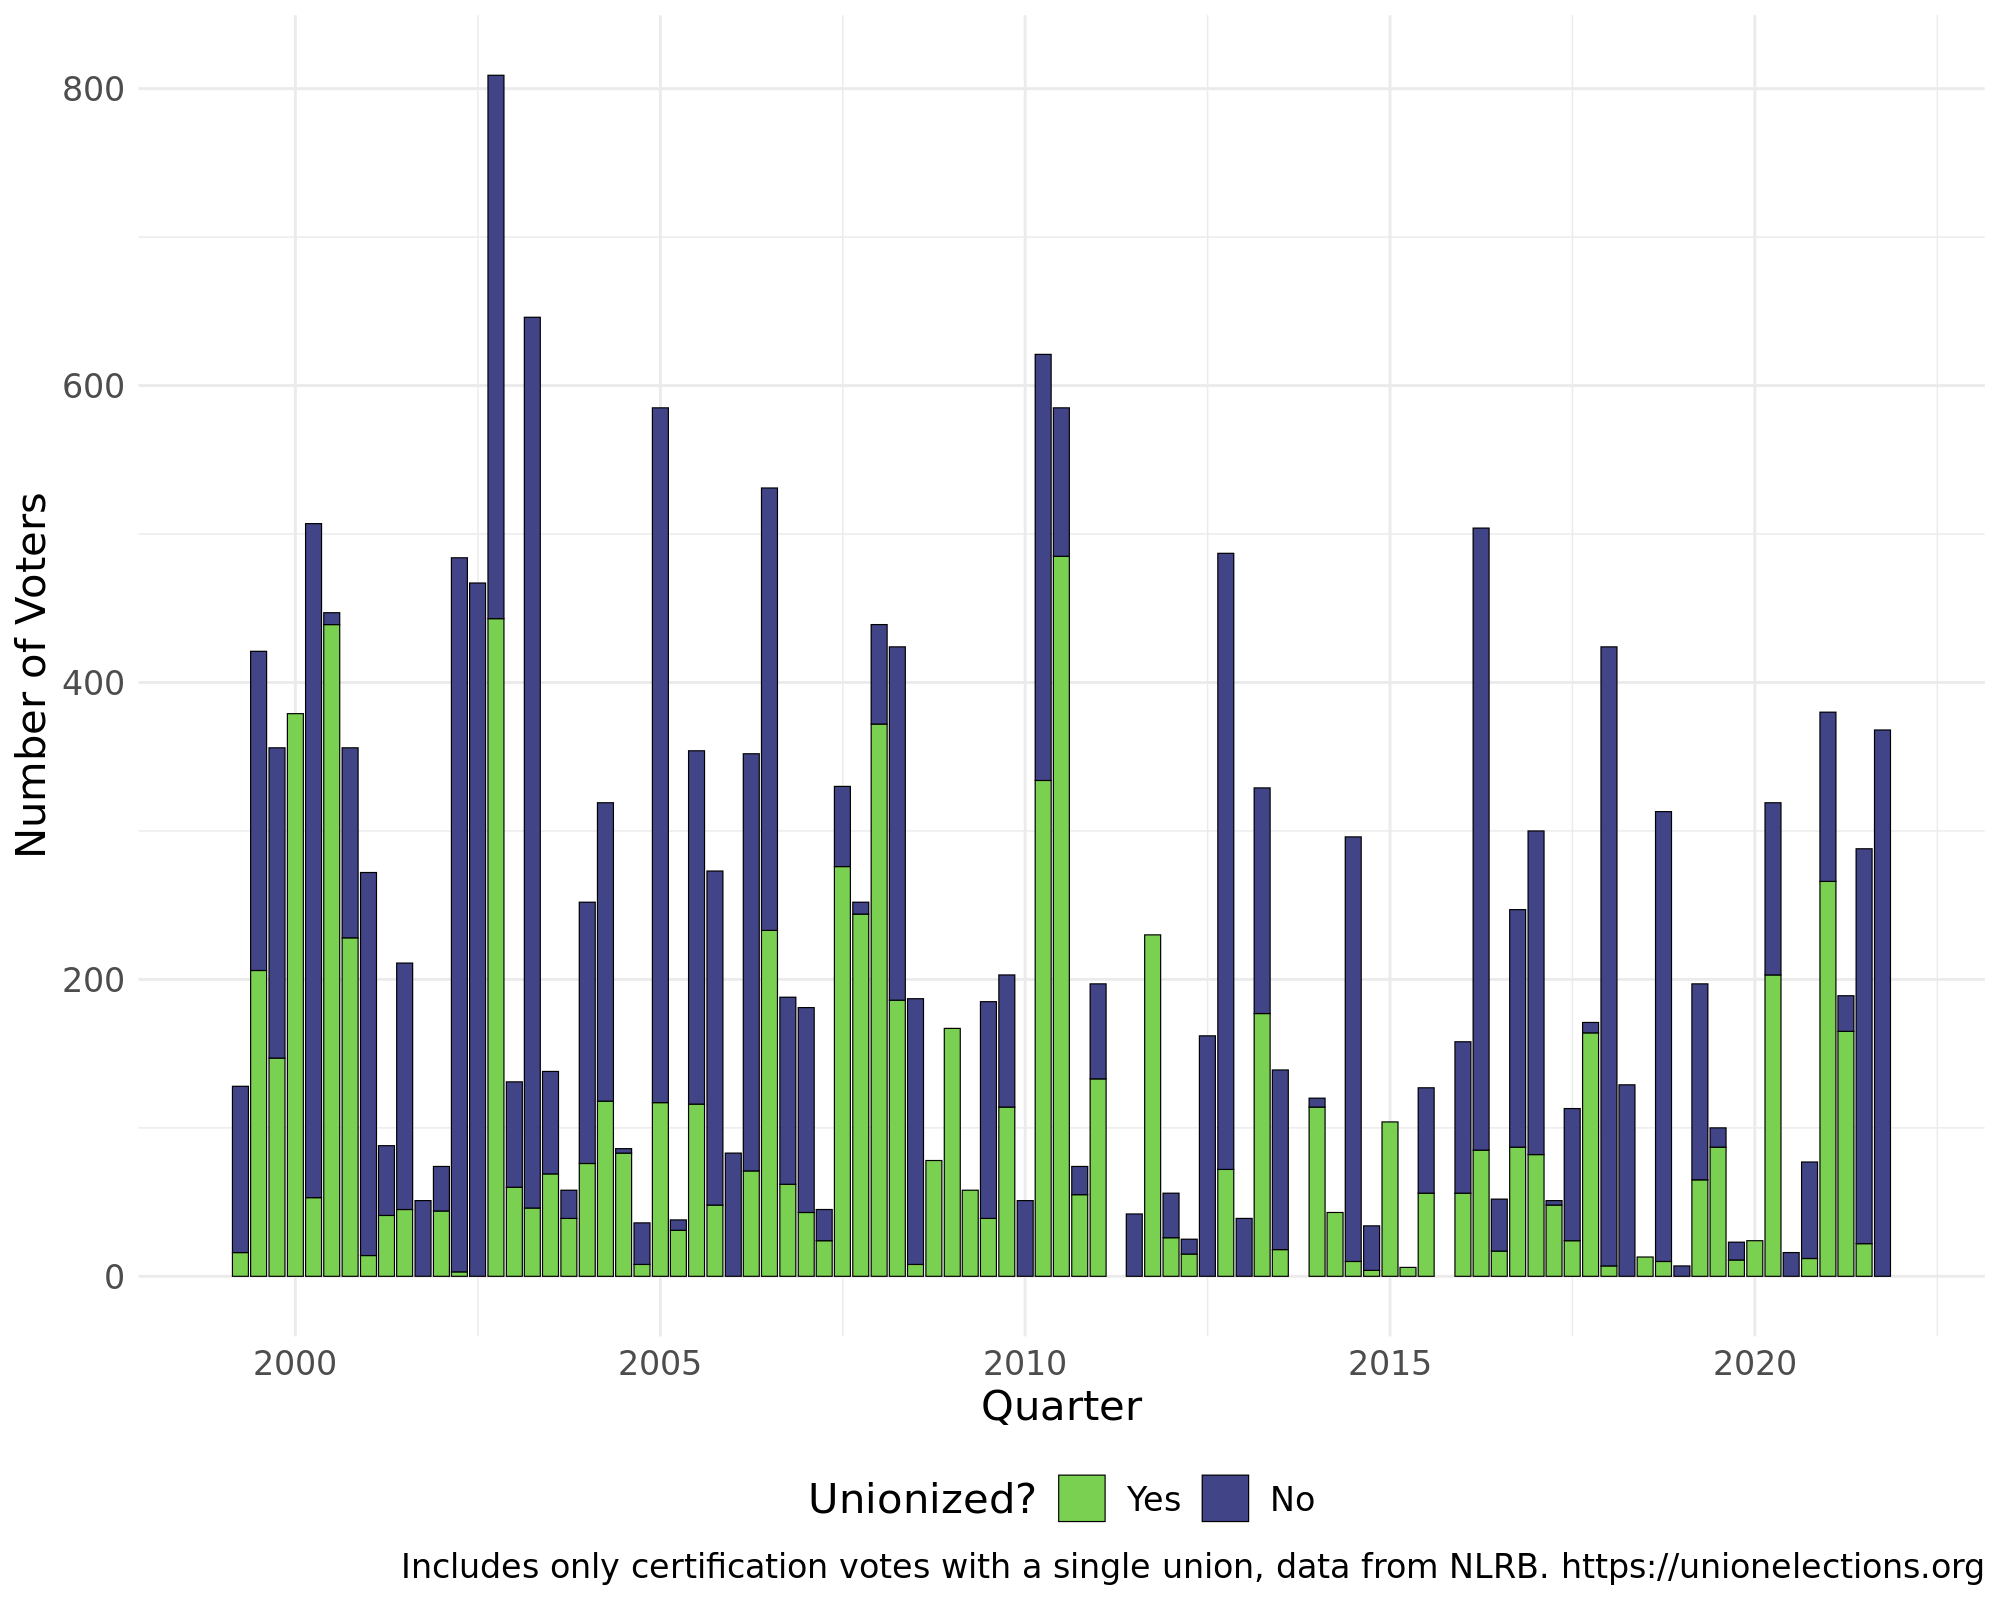 800
600
400
200
0
Number of Voters
2000 2005 2010 2015 2020
Quarter
Unionized? Yes No
Includes only certification votes with a single union, data from NLRB. https://unionelections.org